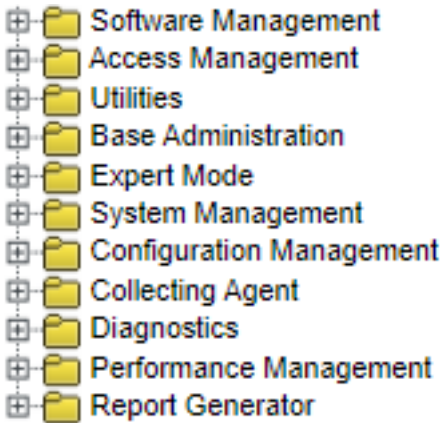 Software Management
Access Management
Utilities
Base Administration
Expert Mode
System Management
Configuration Management
Collecting Agent
Diagnostics
Performance Management
Report Generator